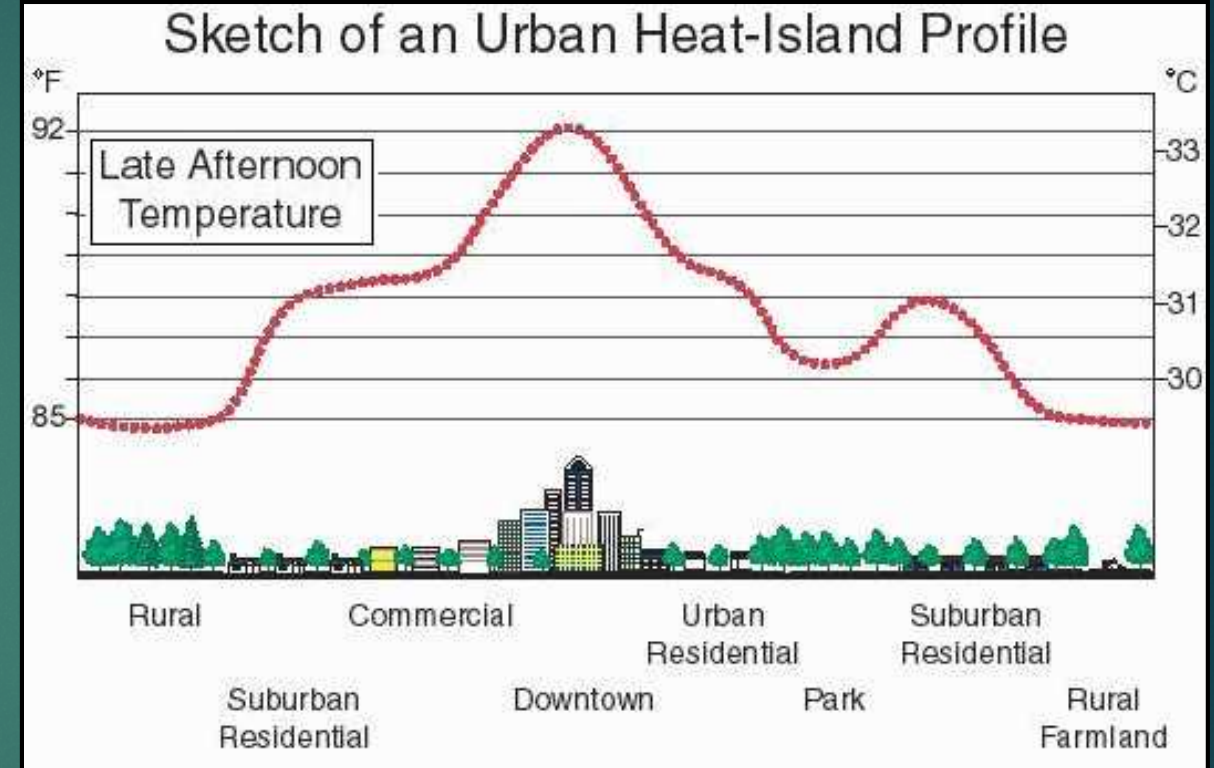 Sketch of an Urban Heat-Island Profile
°F
°C
92
85
33
32
31
30
Late Afternoon
Temperature
Rural
Commercial
Urban
Residential
Suburban
Residential
Suburban
Residential
Downtown
Park
Rural
Farmland